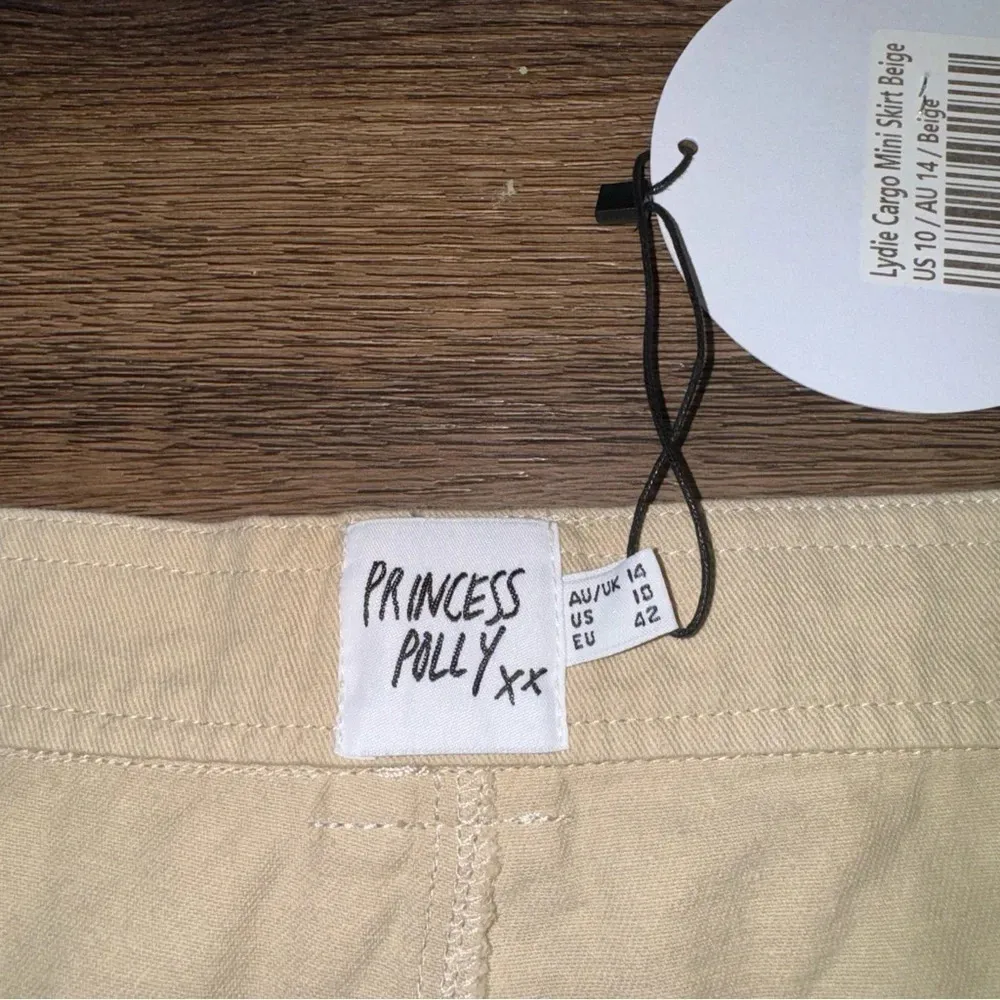 Lydie Cargo Mini Skirt Beige
US 10 / AU 14 / Beige
PRINCESS
POLLY
xx
AU/UK 14
US 10
EU 42